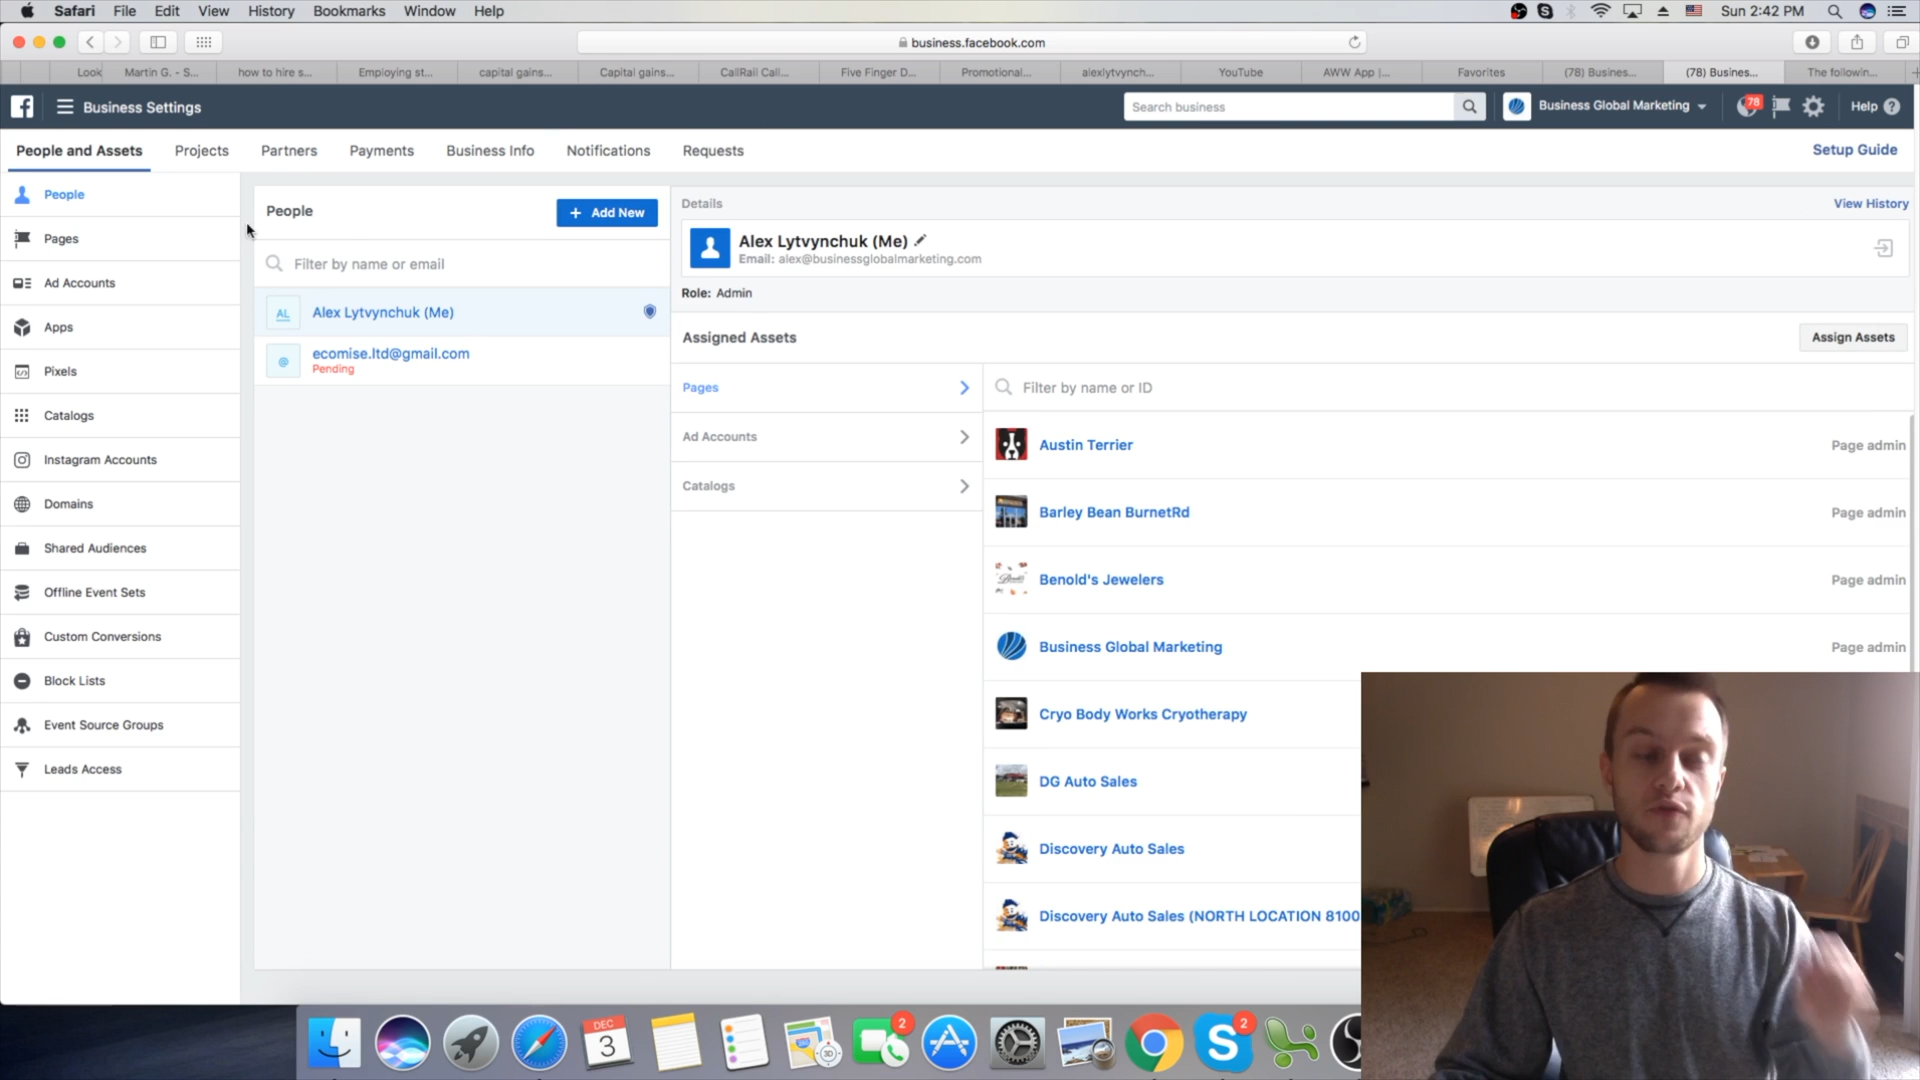 Safari File Edit View History Bookmarks Window Help
Sun 2:42 PM
business.facebook.com
Look
Martin G. - S...
how to hire s...
Employing st...
capital gains...
Capital gains...
CallRail Call...
Five Finger D...
Promotional...
alexlytvynch...
YouTube
AWW App |...
Favorites
(78) Busines...
(78) Busines...
The followin...
Business Settings
Search business
Business Global Marketing
78
Help
People and Assets
Projects
Partners
Payments
Business Info
Notifications
Requests
Setup Guide
People
Pages
Ad Accounts
Apps
Pixels
Catalogs
Instagram Accounts
Domains
Shared Audiences
Offline Event Sets
Custom Conversions
Block Lists
Event Source Groups
Leads Access
People
+ Add New
Filter by name or email
AL
Alex Lytvynchuk (Me)
@
ecomise.ltd@gmail.com
Pending
Details
View History
Alex Lytvynchuk (Me)
Email: alex@businessglobalmarketing.com
Role: Admin
Assigned Assets
Assign Assets
Pages
Ad Accounts
Catalogs
Filter by name or ID
Austin Terrier
Page admin
Barley Bean BurnetRd
Page admin
Benold's Jewelers
Page admin
Business Global Marketing
Page admin
Cryo Body Works Cryotherapy
DG Auto Sales
Discovery Auto Sales
Discovery Auto Sales (NORTH LOCATION 8100
DEC
3
3D
2
2